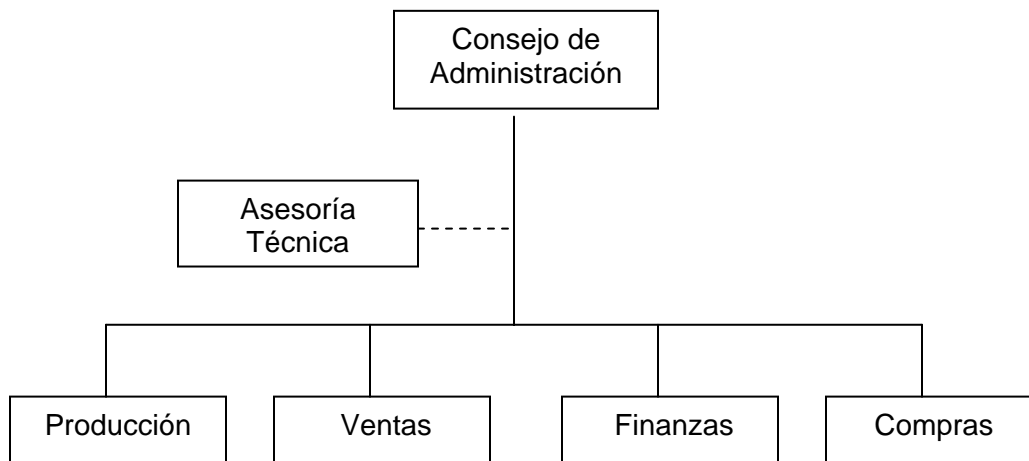 Consejo de
Administración
Asesoría
Técnica
Producción
Ventas
Finanzas
Compras